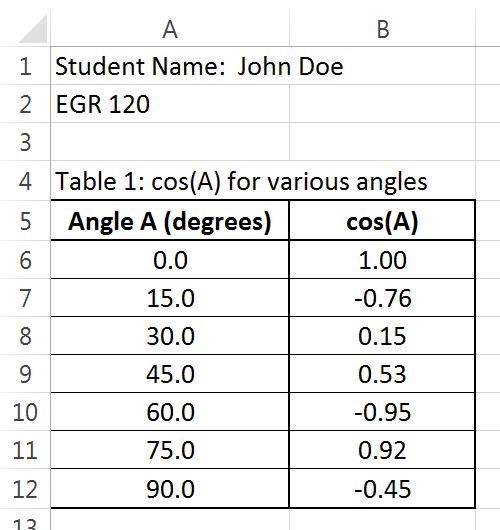 A B
1 Student Name:  John Doe
2 EGR 120
3
4 Table 1: cos(A) for various angles
5 Angle A (degrees) cos(A)
6 0.0 1.00
7 15.0 -0.76
8 30.0 0.15
9 45.0 0.53
10 60.0 -0.95
11 75.0 0.92
12 90.0 -0.45
13